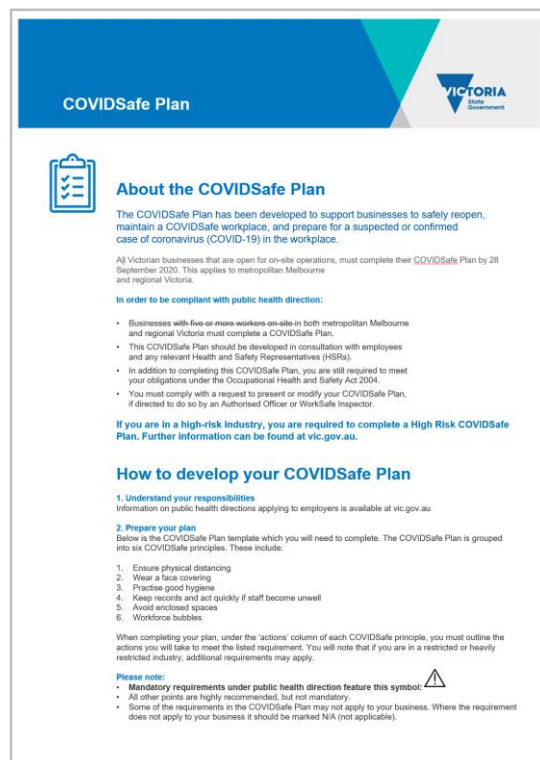 COVIDSafe Plan
VICTORIA
State
Government
About the COVIDSafe Plan
The COVIDSafe Plan has been developed to support businesses to safely reopen,
maintain a COVIDSafe workplace, and prepare for a suspected or confirmed
case of coronavirus (COVID-19) in the workplace.
All Victorian businesses that are open for on-site operations, must complete their COVIDSafe Plan by 28
September 2020. This applies to metropolitan Melbourne
and regional Victoria.
In order to be compliant with public health direction:
• Businesses with five or more workers on-site in both metropolitan Melbourne
and regional Victoria must complete a COVIDSafe Plan.
• This COVIDSafe Plan should be developed in consultation with employees
and any relevant Health and Safety Representatives (HSRs).
• In addition to completing this COVIDSafe Plan, you are still required to meet
your obligations under the Occupational Health and Safety Act 2004.
• You must comply with a request to present or modify your COVIDSafe Plan,
if directed to do so by an Authorised Officer or WorkSafe Inspector.
If you are in a high-risk industry, you are required to complete a High Risk COVIDSafe
Plan. Further information can be found at vic.gov.au.
How to develop your COVIDSafe Plan
1. Understand your responsibilities
Information on public health directions applying to employers is available at vic.gov.au
2. Prepare your plan
Below is the COVIDSafe Plan template which you will need to complete. The COVIDSafe Plan is grouped
into six COVIDSafe principles. These include:
1. Ensure physical distancing
2. Wear a face covering
3. Practise good hygiene
4. Keep records and act quickly if staff become unwell
5. Avoid enclosed spaces
6. Workforce bubbles
When completing your plan, under the 'actions' column of each COVIDSafe principle, you must outline the
actions you will take to meet the listed requirement. You will note that if you are in a restricted or heavily
restricted industry, additional requirements may apply.
Please note:
• Mandatory requirements under public health direction feature this symbol:
• All other points are highly recommended, but not mandatory.
• Some of the requirements in the COVIDSafe Plan may not apply to your business. Where the requirement
does not apply to your business it should be marked N/A (not applicable).